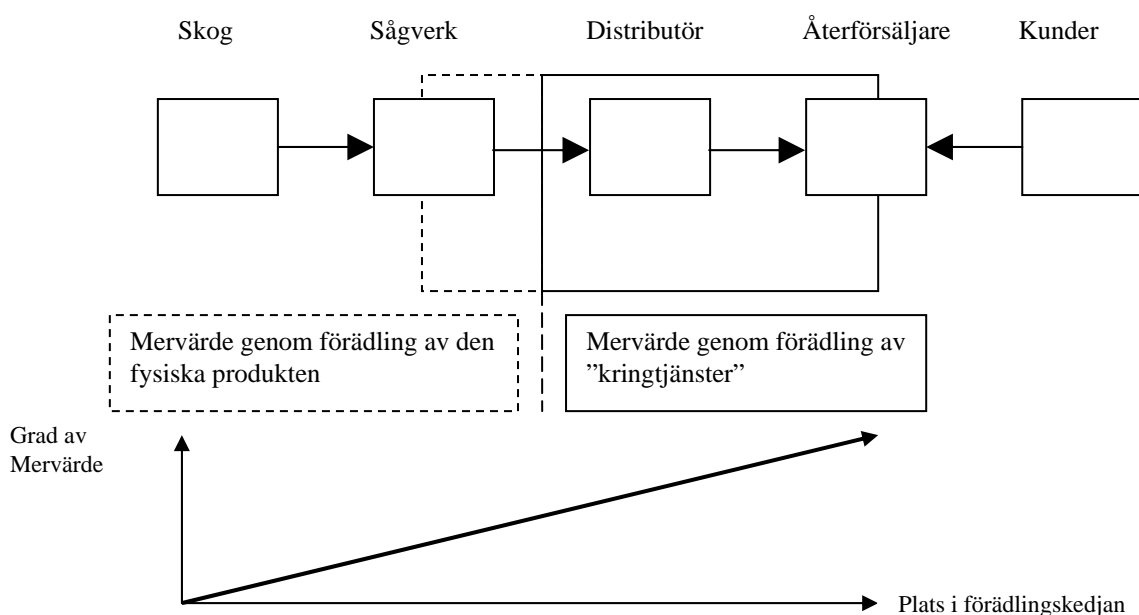 Skog Sågverk Distributör Återförsäljare Kunder
Mervärde genom förädling av den
fysiska produkten
Mervärde genom förädling av
”kringtjänster”
Grad av
Mervärde
Plats i förädlingskedjan